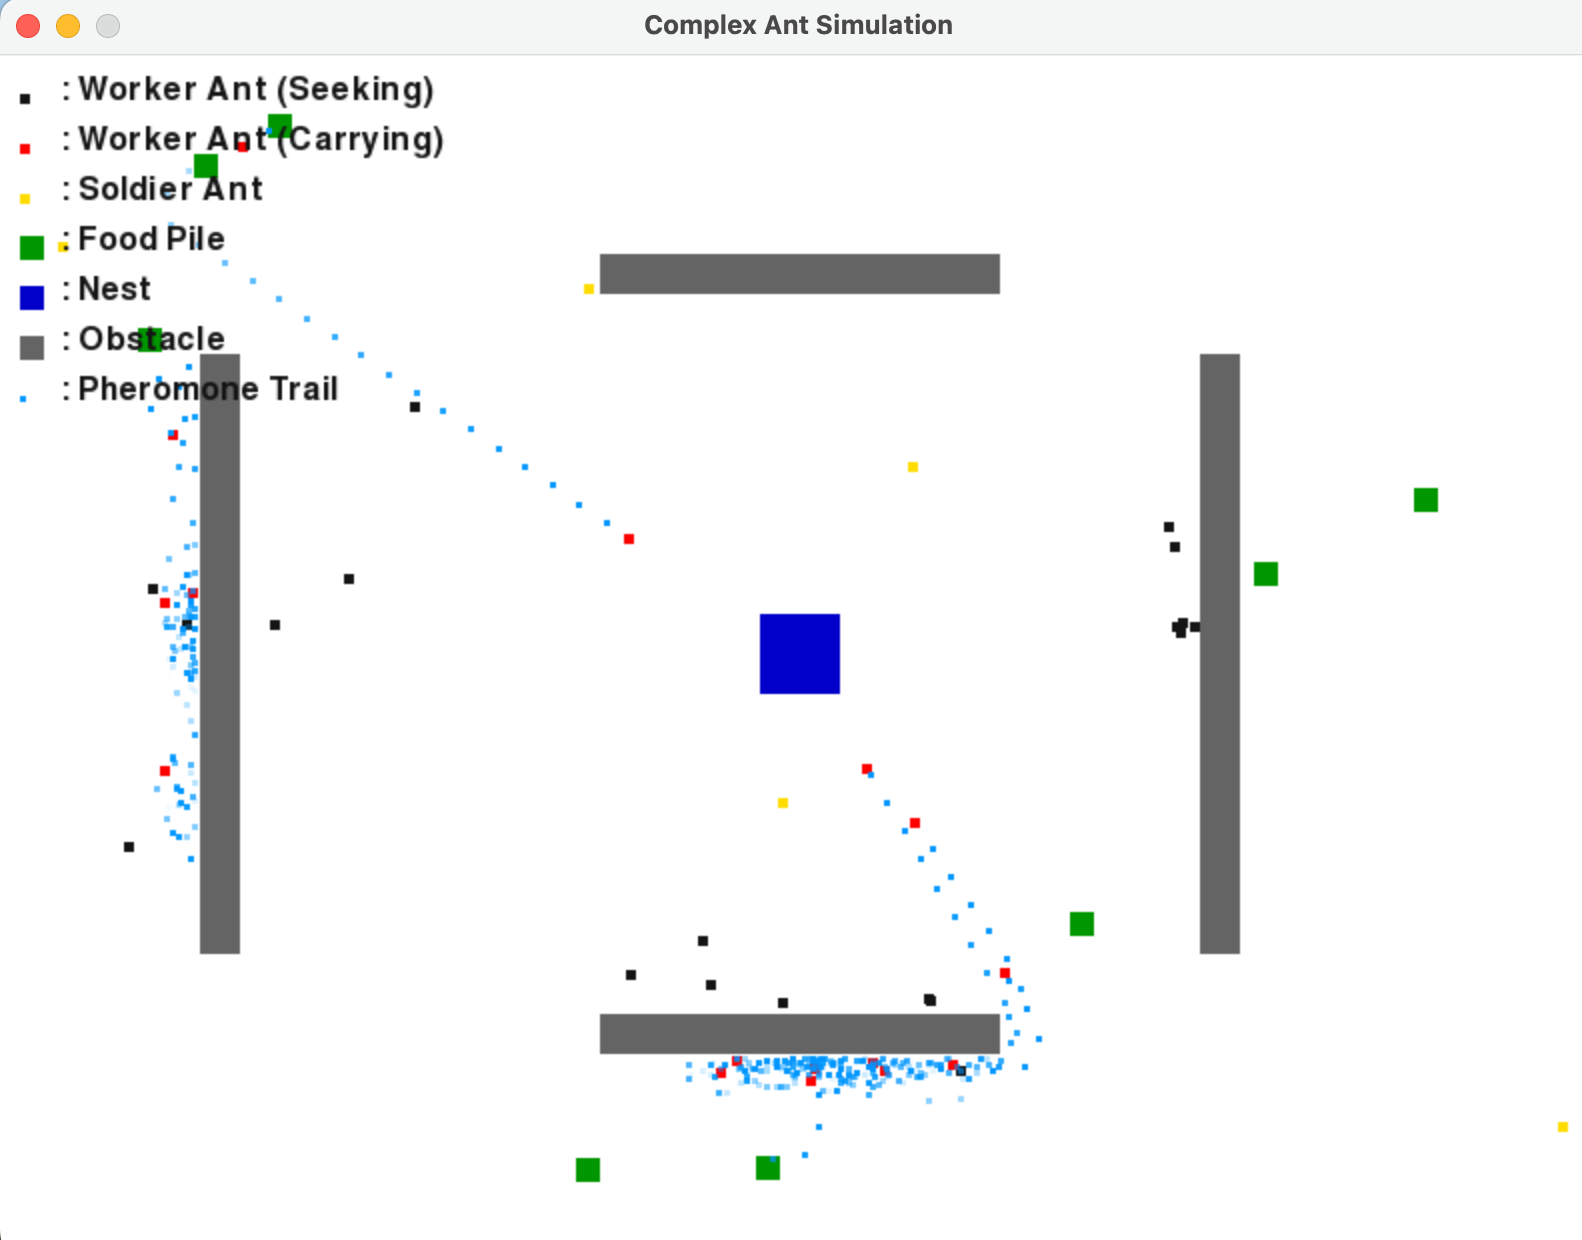 Complex Ant Simulation
: Worker Ant (Seeking)
: Worker Ant (Carrying)
: Soldier Ant
: Food Pile
: Nest
: Obstacle
: Pheromone Trail